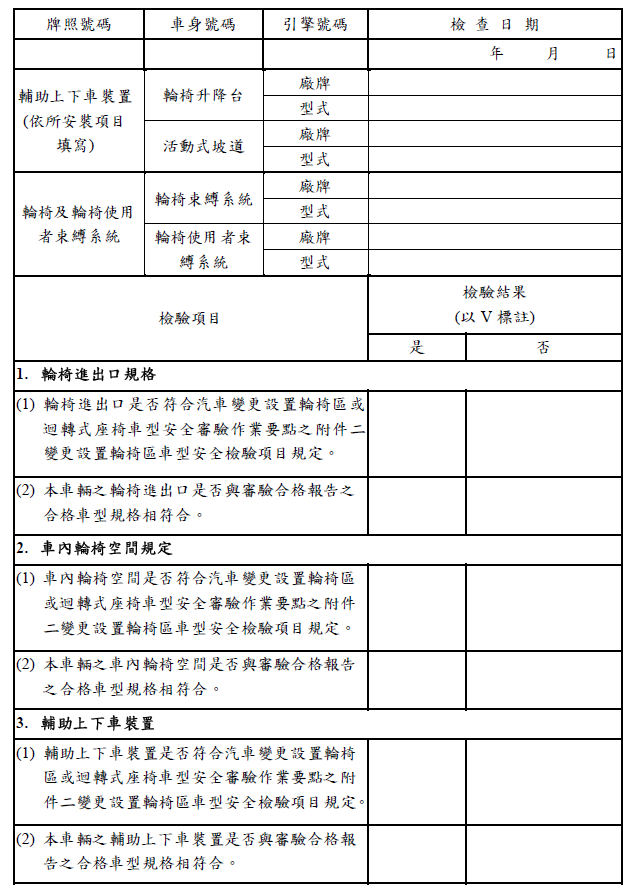 牌照號碼 車身號碼 引擎號碼 檢查日期
年 月 日
輔助上下車裝置
(依所安裝項目
填寫)
輪椅升降台
廠牌
型式
活動式坡道
廠牌
型式
輪椅及輪椅使用
者束縛系統
輪椅束縛系統
廠牌
型式
輪椅使用者束
縛系統
廠牌
型式
檢驗項目
檢驗結果
(以V標註)
是 否
1. 輪椅進出口規格
(1) 輪椅進出口是否符合汽車變更設置輪椅區或
迴轉式座椅車型安全審驗作業要點之附件二
變更設置輪椅區車型安全檢驗項目規定。
(2) 本車輛之輪椅進出口是否與審驗合格報告之
合格車型規格相符合。
2. 車內輪椅空間規定
(1) 車內輪椅空間是否符合汽車變更設置輪椅區
或迴轉式座椅車型安全審驗作業要點之附件
二變更設置輪椅區車型安全檢驗項目規定。
(2) 本車輛之車內輪椅空間是否與審驗合格報告
之合格車型規格相符合。
3. 輔助上下車裝置
(1) 輔助上下車裝置是否符合汽車變更設置輪椅
區或迴轉式座椅車型安全審驗作業要點之附
件二變更設置輪椅區車型安全檢驗項目規定。
(2) 本車輛之輔助上下車裝置是否與審驗合格報
告之合格車型規格相符合。